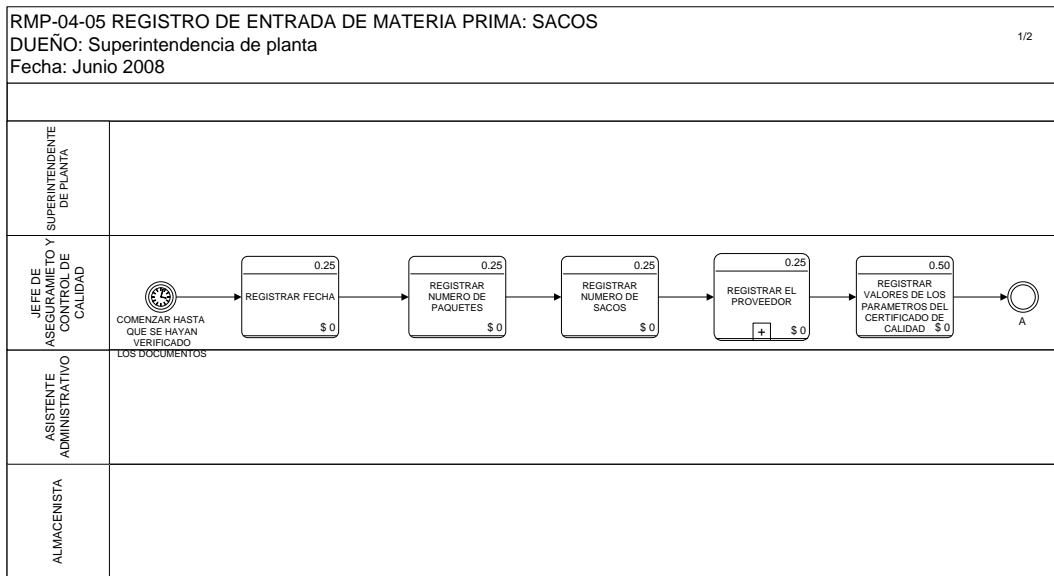 RMP-04-05 REGISTRO DE ENTRADA DE MATERIA PRIMA: SACOS
DUEÑO: Superintendencia de planta
Fecha: Junio 2008
1/2
SUPERINTENDENTE
DE PLANTA
JEFE DE
ASEGURAMIETO Y
CONTROL DE
CALIDAD
COMENZAR HASTA
QUE SE HAYAN
VERIFICADO
LOS DOCUMENTOS
0.25
REGISTRAR FECHA
$ 0
0.25
REGISTRAR
NUMERO DE
PAQUETES
$ 0
0.25
REGISTRAR
NUMERO DE
SACOS
$ 0
0.25
REGISTRAR EL
PROVEEDOR
+
$ 0
0.50
REGISTRAR
VALORES DE LOS
PARAMETROS DEL
CERTIFICADO DE
CALIDAD
$ 0
A
ASISTENTE
ADMINISTRATIVO
ALMACENISTA